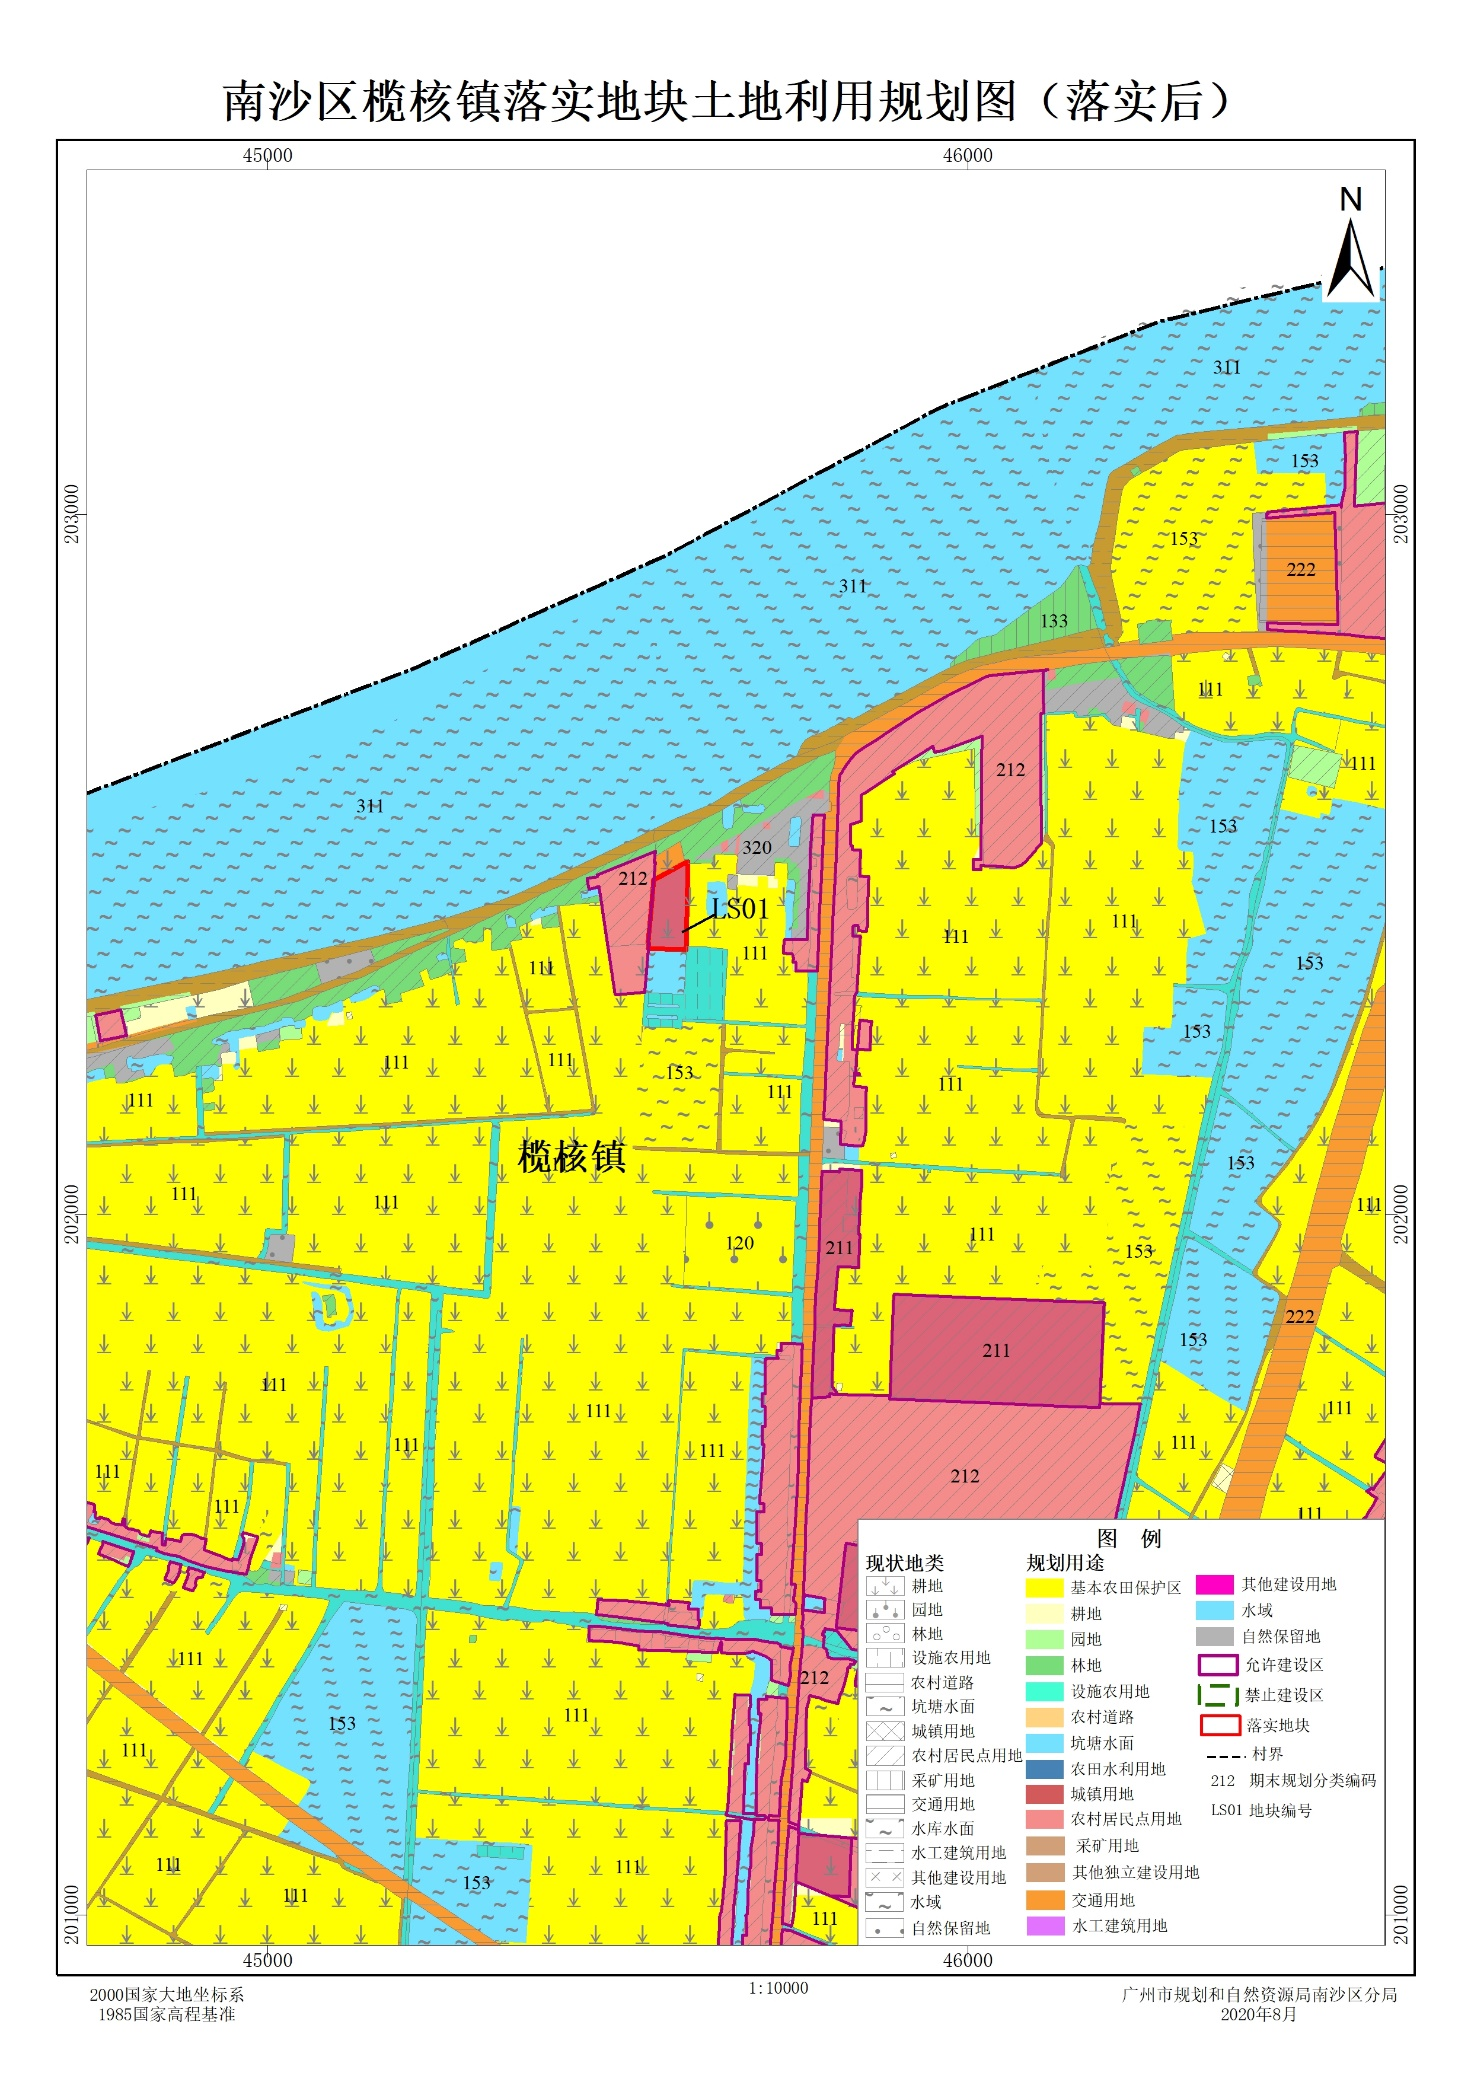 南沙区榄核镇落实地块土地利用规划图（落实后）
45000
46000
N
311
153
203000
203000
153
222
311
133
111
212
111
311
153
320
212
LS01
111
111
111
153
111
153
111
111
153
111
111
111
153
榄核镇
111
111
202000
202000
111
120
211
111
153
222
211
153
111
111
111
111
111
111
111
111
212
111
111
图 例
现状地类
耕地
园地
林地
设施农用地
农村道路
坑塘水面
城镇用地
农村居民点用地
采矿用地
交通用地
水库水面
水工建筑用地
其他建设用地
水域
自然保留地
规划用途
基本农田保护区
耕地
园地
林地
设施农用地
农村道路
坑塘水面
农田水利用地
城镇用地
农村居民点用地
采矿用地
其他独立建设用地
交通用地
水工建筑用地
其他建设用地
水域
自然保留地
允许建设区
禁止建设区
落实地块
村界
212 期末规划分类编码
LS01 地块编号
111
212
153
111
111
111
111
153
111
111
201000
201000
45000
46000
2000国家大地坐标系
1985国家高程基准
1:10000
广州市规划和自然资源局南沙区分局
2020年8月